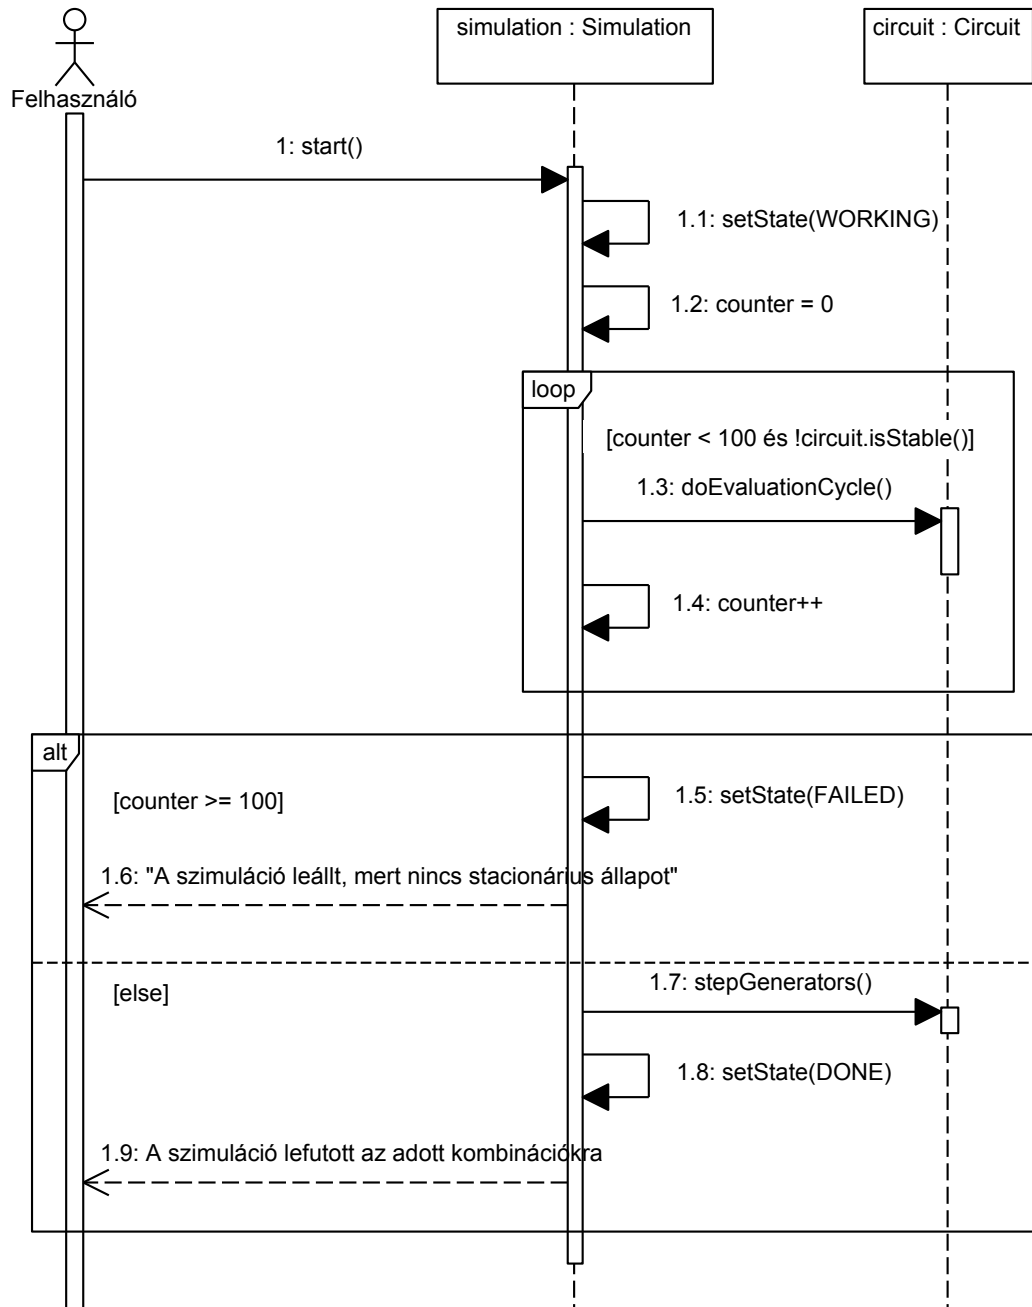 simulation : Simulation
circuit : Circuit
Felhasználó
1: start()
1.1: setState(WORKING)
1.2: counter = 0
loop
[counter < 100 és !circuit.isStable()]
1.3: doEvaluationCycle()
1.4: counter++
alt
[counter >= 100]
1.5: setState(FAILED)
1.6: "A szimuláció leállt, mert nincs stacionárius állapot"
[else]
1.7: stepGenerators()
1.8: setState(DONE)
1.9: A szimuláció lefutott az adott kombinációkra